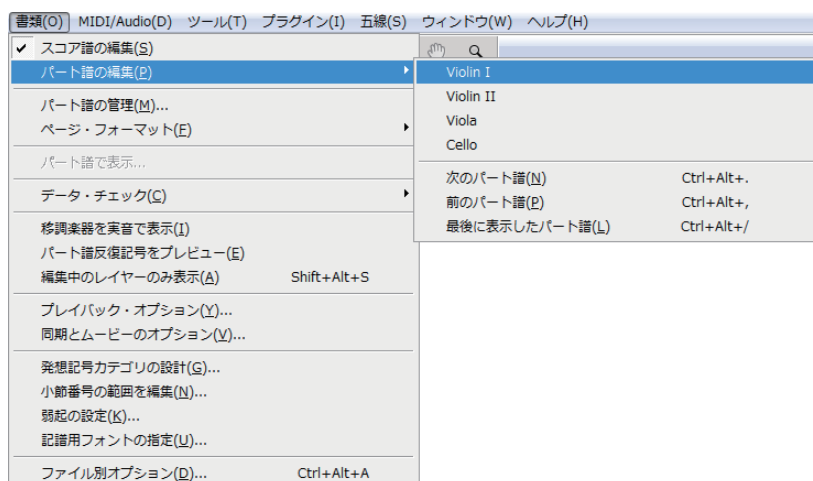 書類(O) MIDI/Audio(D) ツール(T) プラグイン(I) 五線(S) ウィンドウ(W) ヘルプ(H)
スコア譜の編集(S)
パート譜の編集(P)
パート譜の管理(M)...
ページ・フォーマット(F)
パート譜で表示...
データ・チェック(C)
移調楽器を実音で表示(I)
パート譜反復記号をプレビュー(E)
編集中のレイヤーのみ表示(A) Shift+Alt+S
プレイバック・オプション(Y)...
同期とムービーのオプション(V)...
発想記号カテゴリの設計(G)...
小節番号の範囲を編集(N)...
弱起の設定(K)...
記譜用フォントの指定(U)...
ファイル別オプション(D)... Ctrl+Alt+A
Violin I
Violin II
Viola
Cello
次のパート譜(N) Ctrl+Alt+.
前のパート譜(P) Ctrl+Alt+,
最後に表示したパート譜(L) Ctrl+Alt+/